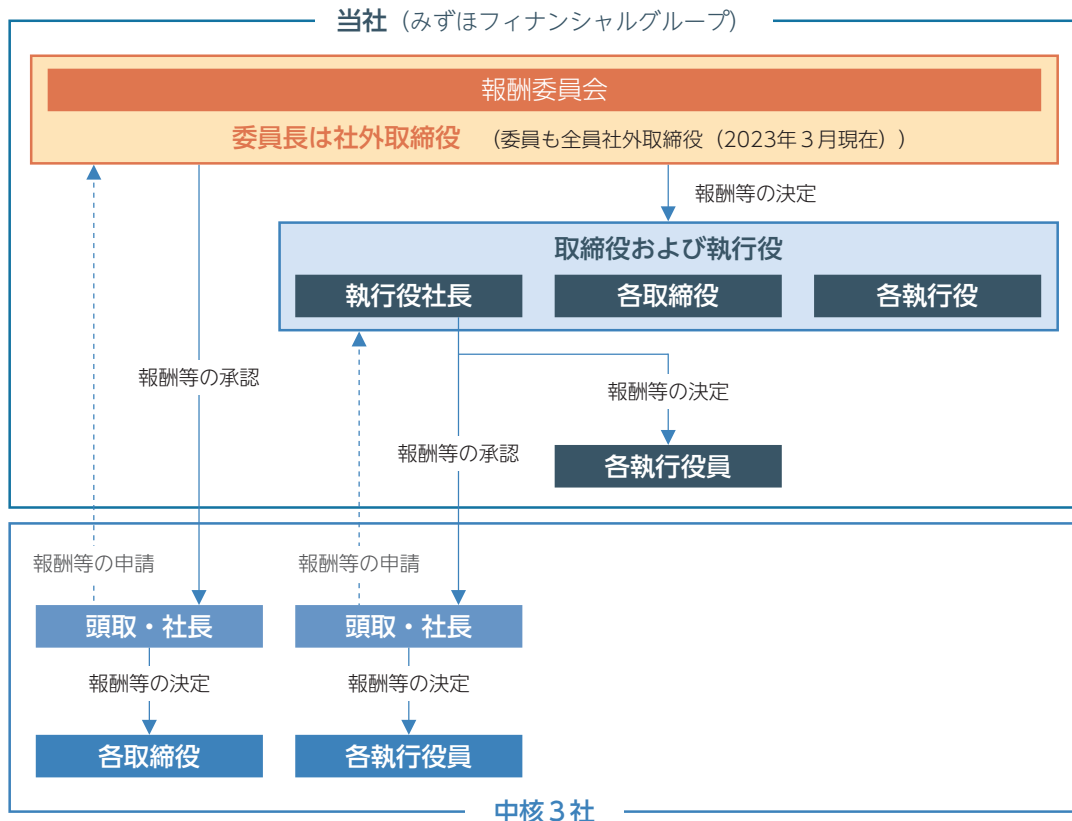 当社（みずほフィナンシャルグループ）
報酬委員会
委員長は社外取締役 （委員も全員社外取締役（2023年３月現在））
報酬等の決定
取締役および執行役
執行役社長 各取締役 各執行役
報酬等の承認
報酬等の決定
報酬等の承認
各執行役員
報酬等の申請 報酬等の申請
頭取・社長 頭取・社長
報酬等の決定 報酬等の決定
各取締役 各執行役員
中核３社